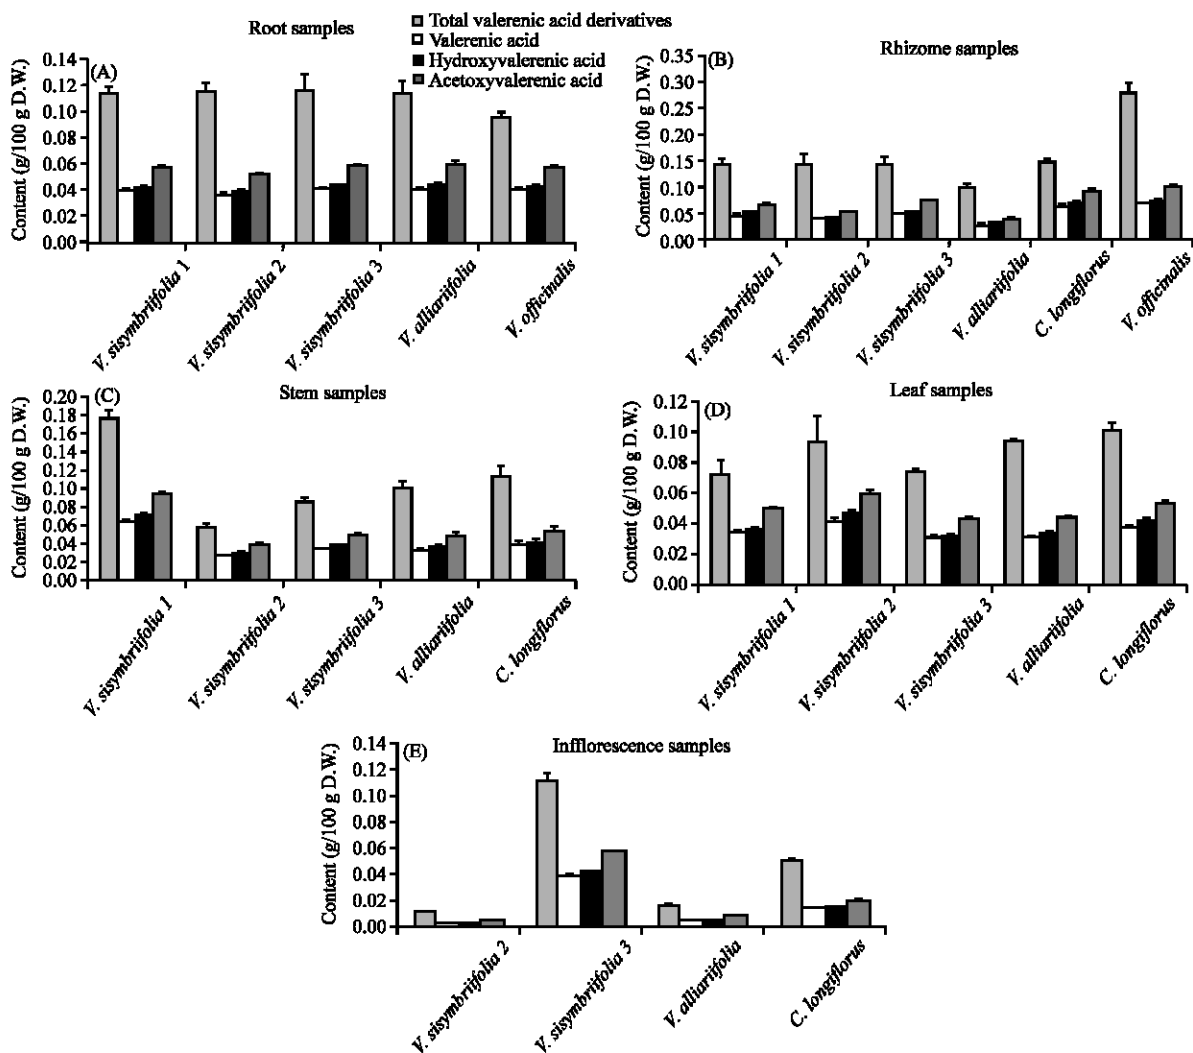 Root samples
Total valerenic acid derivatives
Valerenic acid
Hydroxyvalerenic acid
Acetoxyvalerenic acid
(A)
Content (g/100 g D.W.)
0.14
0.12
0.10
0.08
0.06
0.04
0.02
0.00
V. sisymbriifolia 1
V. sisymbriifolia 2
V. sisymbriifolia 3
V. alliariifolia
V. officinalis
Rhizome samples
(B)
Content (g/100 g D.W.)
0.35
0.30
0.25
0.20
0.15
0.10
0.05
0.00
V. sisymbriifolia 1
V. sisymbriifolia 2
V. sisymbriifolia 3
V. alliariifolia
C. longiflorus
V. officinalis
Stem samples
(C)
Content (g/100 g D.W.)
0.20
0.18
0.16
0.14
0.12
0.10
0.08
0.06
0.04
0.02
0.00
V. sisymbriifolia 1
V. sisymbriifolia 2
V. sisymbriifolia 3
V. alliariifolia
C. longiflorus
Leaf samples
(D)
Content (g/100 g D.W.)
0.12
0.10
0.08
0.06
0.04
0.02
0.00
V. sisymbriifolia 1
V. sisymbriifolia 2
V. sisymbriifolia 3
V. alliartifolia
C. longiflorus
Infflorescence samples
(E)
Content (g/100 g D.W.)
0.14
0.12
0.10
0.08
0.06
0.04
0.02
0.00
V. sisymbriifolia 2
V. sisymbriifolia 3
V. alliariifolia
C. longiflorus